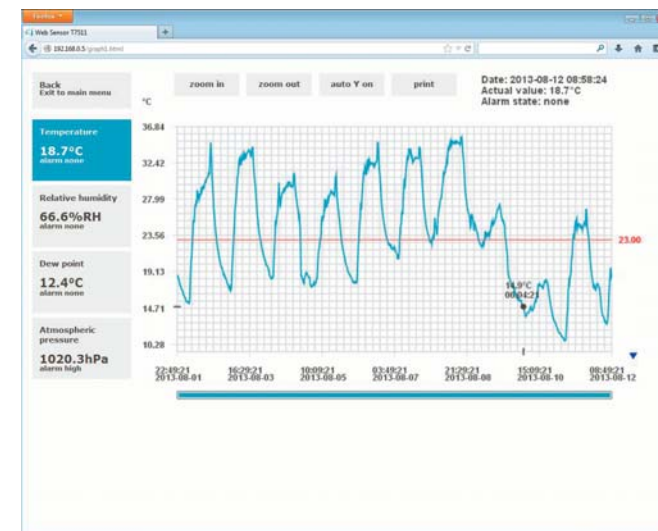 Firefox
Web Sensor T7511
192.168.0.5/graph1.html
Back
Exit to main menu
zoom in
zoom out
auto Y on
print
Date: 2013-08-12 08:58:24
Actual value: 18.7°C
Alarm state: none
°C
Temperature
18.7°C
alarm none
Relative humidity
66.6%RH
alarm none
Dew point
12.4°C
alarm none
Atmospheric
pressure
1020.3hPa
alarm high
36.84
32.42
27.99
23.56
19.13
14.71
10.28
23.00
14.9°C
00:04:21
22:49:21
2013-08-01
16:29:21
2013-08-03
10:09:21
2013-08-05
03:49:21
2013-08-07
21:29:21
2013-08-08
15:09:21
2013-08-10
08:49:21
2013-08-12